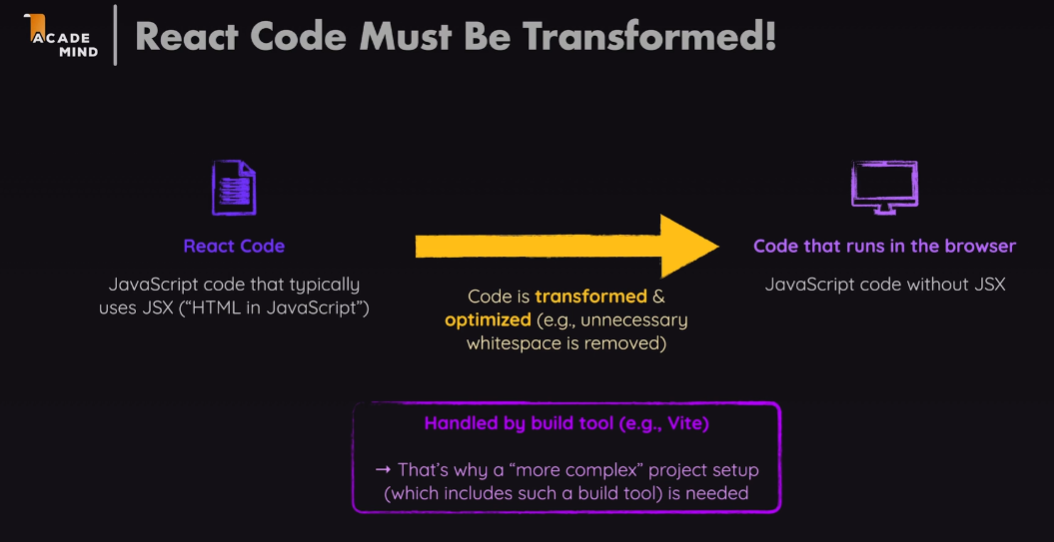 ACADE
MIND
React Code Must Be Transformed!
React Code
JavaScript code that typically
uses JSX (“HTML in JavaScript”)
Code is transformed &
optimized (e.g., unnecessary
whitespace is removed)
Code that runs in the browser
JavaScript code without JSX
Handled by build tool (e.g., Vite)
→ That’s why a “more complex” project setup
(which includes such a build tool) is needed